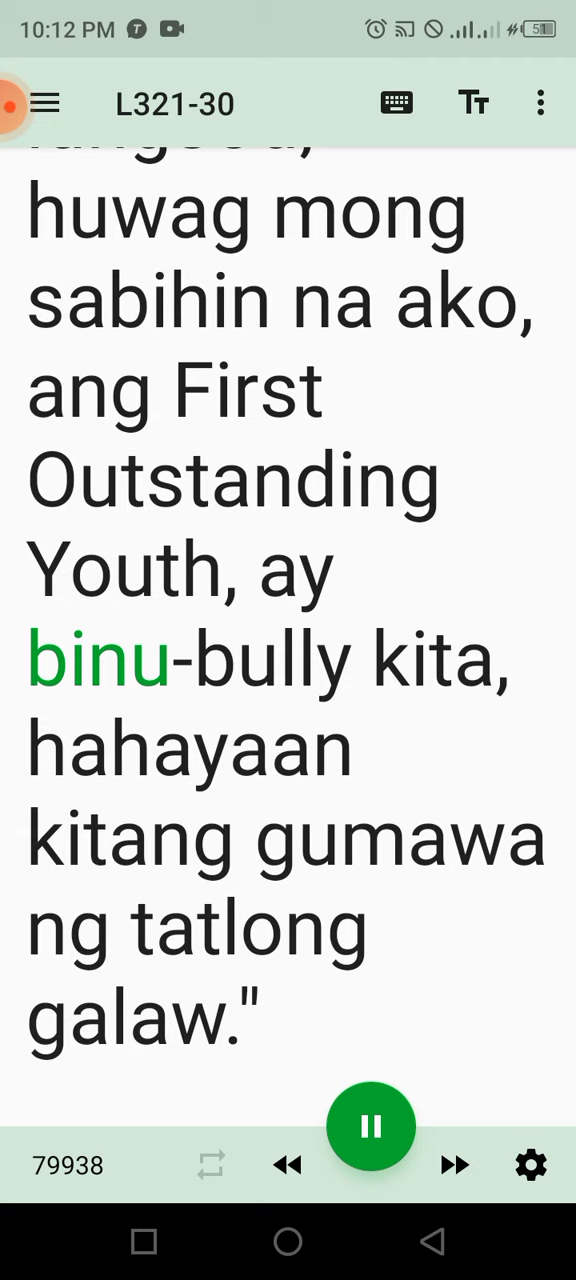 10:12 PM
51
L321-30
huwag mong
sabihin na ako,
ang First
Outstanding
Youth, ay
binu-bully kita,
hahayaan
kitang gumawa
ng tatlong
galaw."
79938